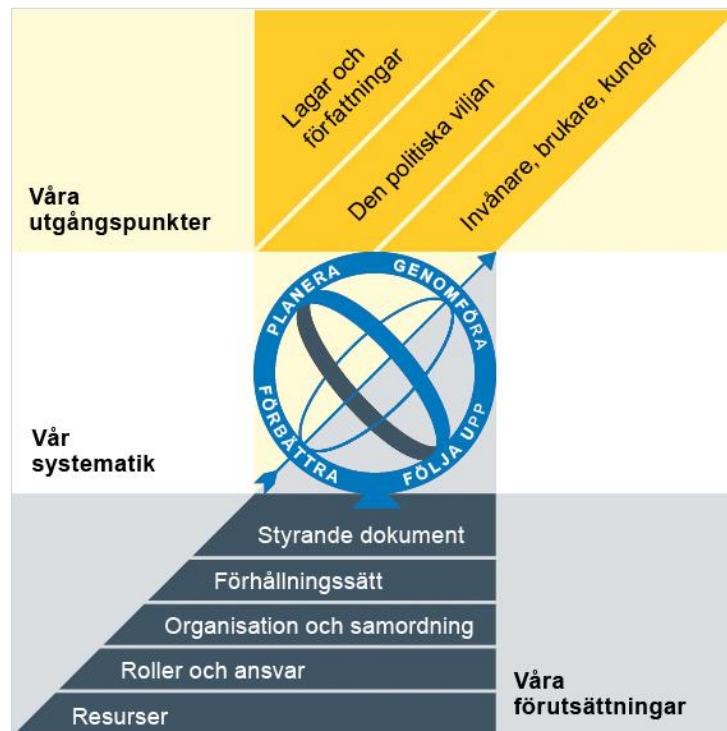 Lagar och
författningar
Den politiska viljan
Invånare, brukare, kunder
Våra
utgångspunkter
PLANERA
GENOMFÖRA
FÖRBÄTTRA
FÖLJA UPP
Vår
systematik
Styrande dokument
Förhållningssätt
Organisation och samordning
Roller och ansvar
Resurser
Våra
förutsättningar